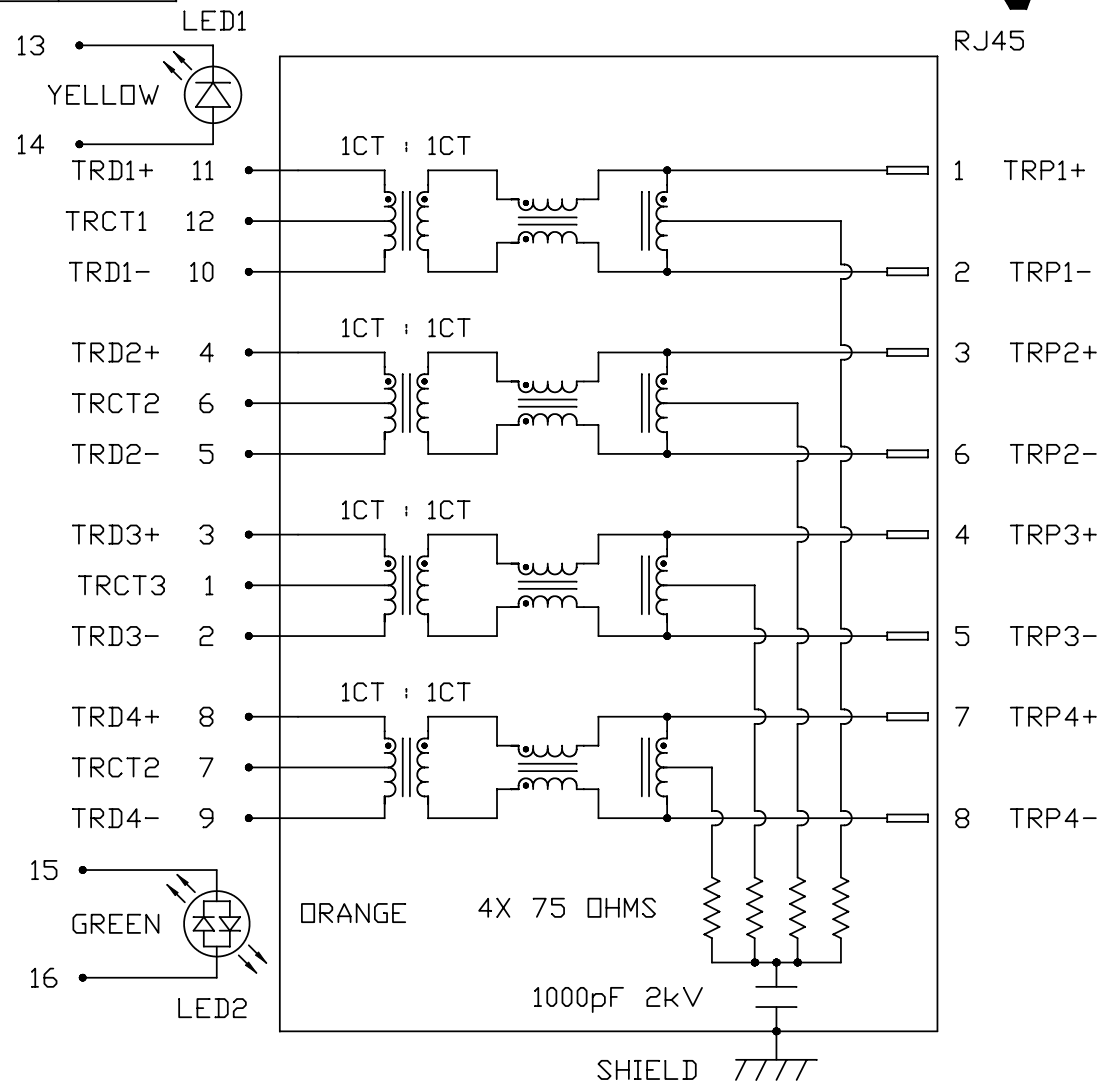 LED1
13
RJ45
YELLOW
14
1CT : 1CT
TRD1+ 11
1 TRP1+
TRCT1 12
TRD1- 10
2 TRP1-
1CT : 1CT
TRD2+ 4
3 TRP2+
TRCT2 6
TRD2- 5
6 TRP2-
1CT : 1CT
TRD3+ 3
4 TRP3+
TRCT3 1
TRD3- 2
5 TRP3-
1CT : 1CT
TRD4+ 8
7 TRP4+
TRCT2 7
TRD4- 9
8 TRP4-
15
GREEN
ORANGE
4X 75 OHMS
16
LED2
1000pF 2kV
SHIELD